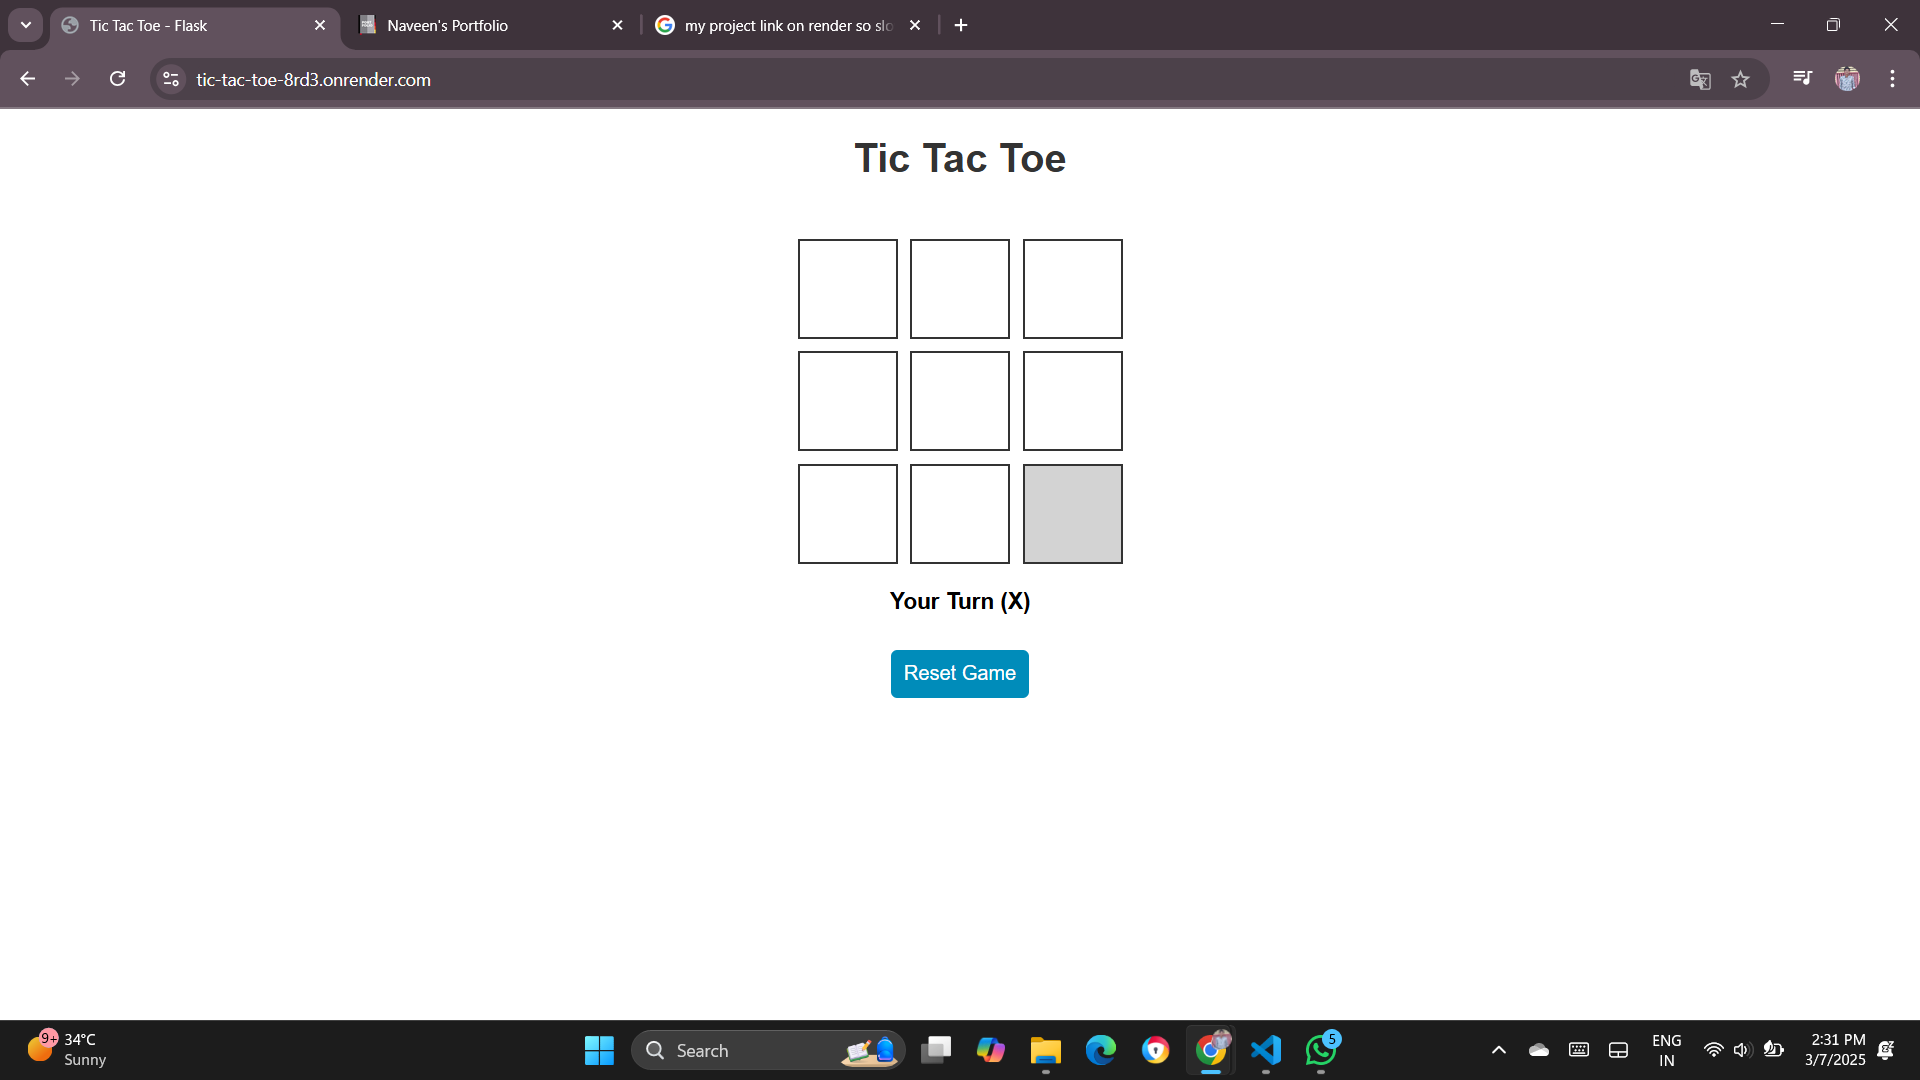 Tic Tac Toe - Flask
Naveen's Portfolio
my project link on render so slo
tic-tac-toe-8rd3.onrender.com
Tic Tac Toe
Your Turn (X)
Reset Game
9+
34°C
Sunny
Search
5
ENG
IN
2:31 PM
3/7/2025